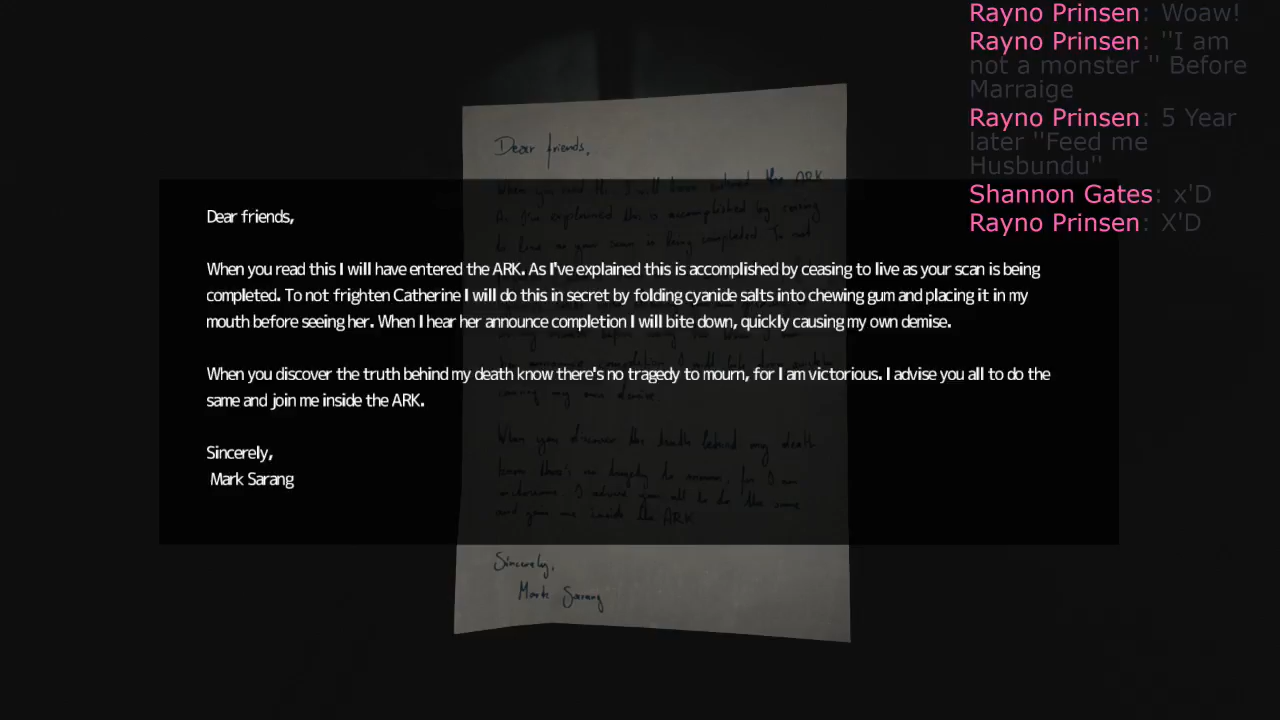 Rayno Prinsen: Woaw!
Rayno Prinsen: "I am
not a monster " Before
Marraige
Rayno Prinsen: 5 Year
later "Feed me
Husbundu"
Shannon Gates: x'D
Rayno Prinsen: X'D
Dear friends,
Dear friends,
When you read this I will have entered the ARK. As I've explained this is accomplished by ceasing to live as your scan is being
completed. To not frighten Catherine I will do this in secret by folding cyanide salts into chewing gum and placing it in my
mouth before seeing her. When I hear her announce completion I will bite down, quickly causing my own demise.
When you discover the truth behind my death know there's no tragedy to mourn, for I am victorious. I advise you all to do the
same and join me inside the ARK.
Sincerely,
Mark Sarang
Sincerely,
Mark Sarang